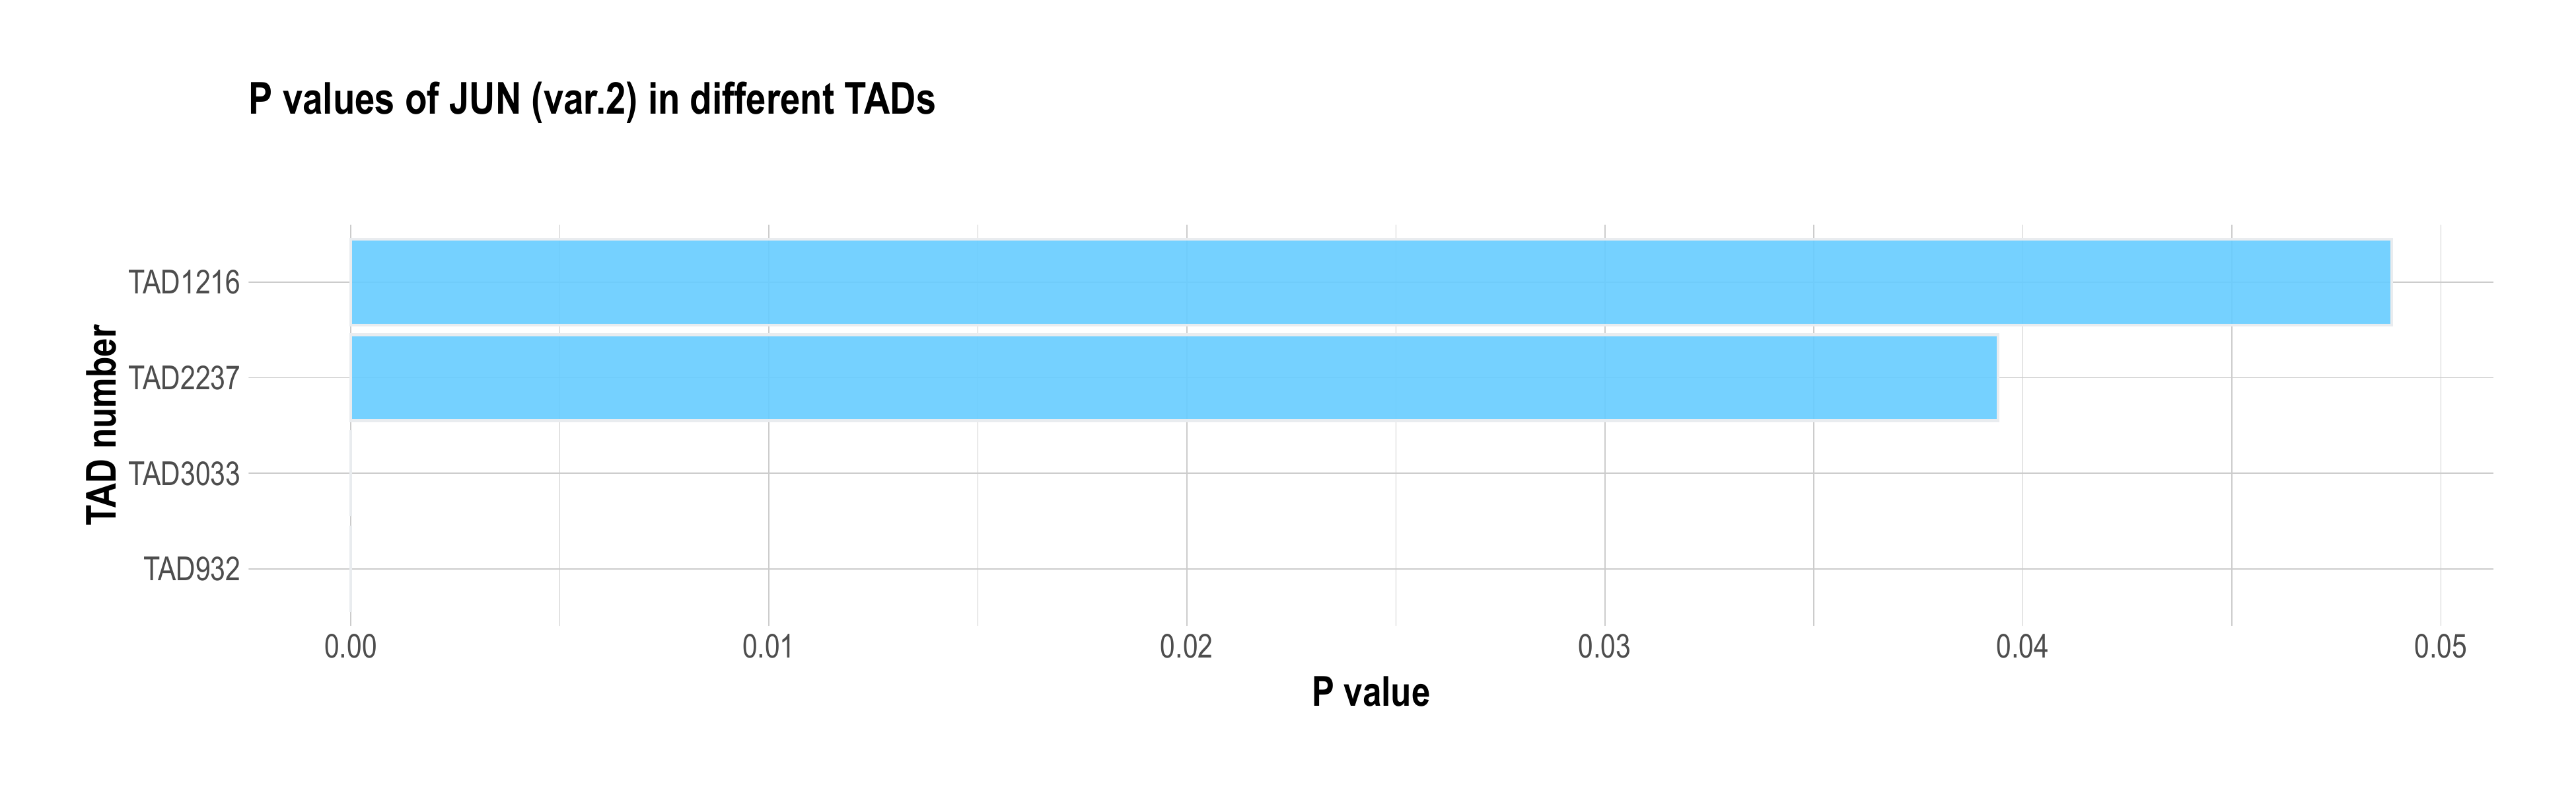 P values of JUN (var.2) in different TADs
TAD number
TAD1216
TAD2237
TAD3033
TAD932
0.00 0.01 0.02 0.03 0.04 0.05
P value